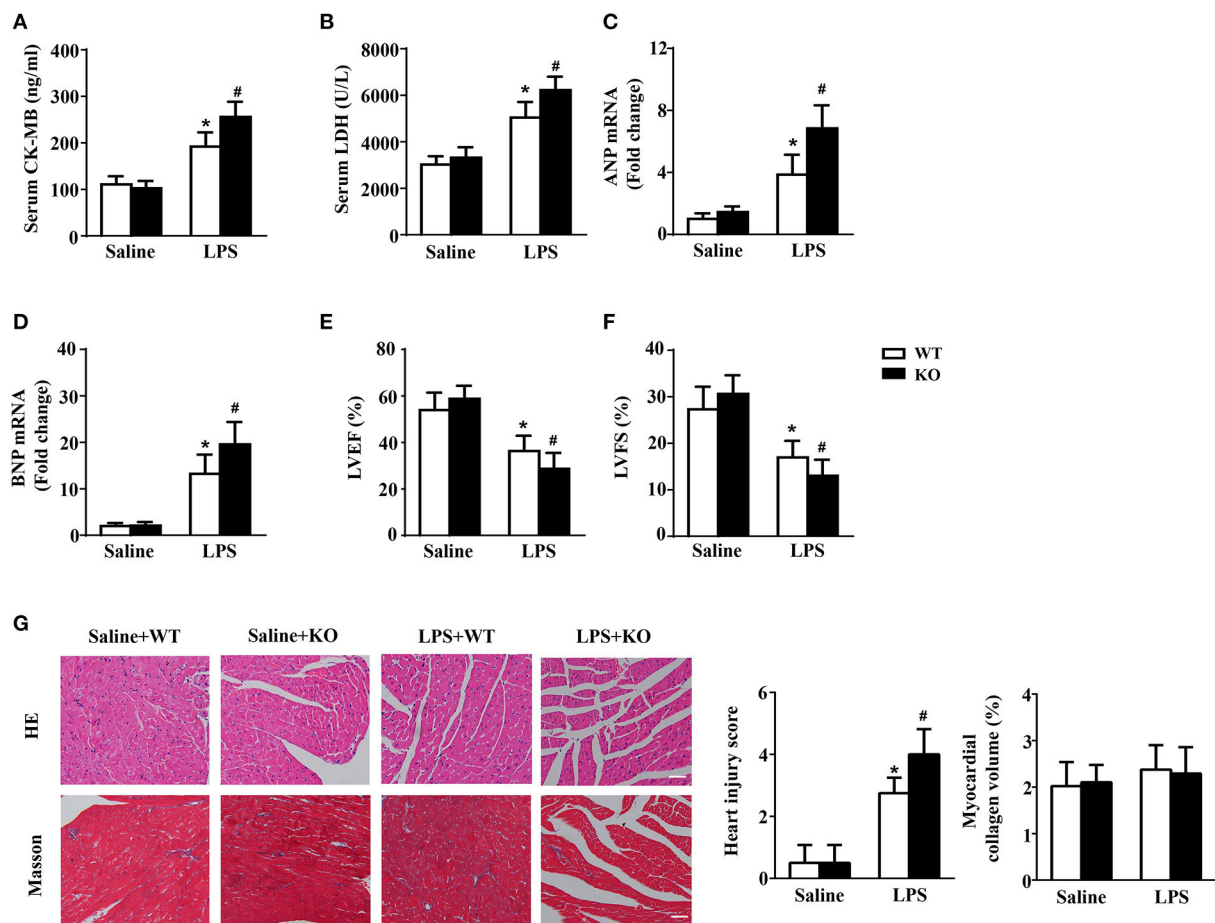 A
Serum CK-MB (ng/ml)
400
300
200
100
0
*
#
Saline LPS
B
Serum LDH (U/L)
8000
6000
4000
2000
0
*
#
Saline LPS
C
ANP mRNA
(Fold change)
12
8
4
0
*
#
Saline LPS
D
BNP mRNA
(Fold change)
40
30
20
10
0
*
#
Saline LPS
E
LVEF (%)
80
60
40
20
0
*
#
Saline LPS
F
LVFS (%)
40
30
20
10
0
*
#
Saline LPS
WT
KO
G
Saline+WT Saline+KO LPS+WT LPS+KO
HE
Masson
Heart injury score
6
4
2
0
*
#
Saline LPS
Myocardial
collagen volume (%)
4
3
2
1
0
Saline LPS